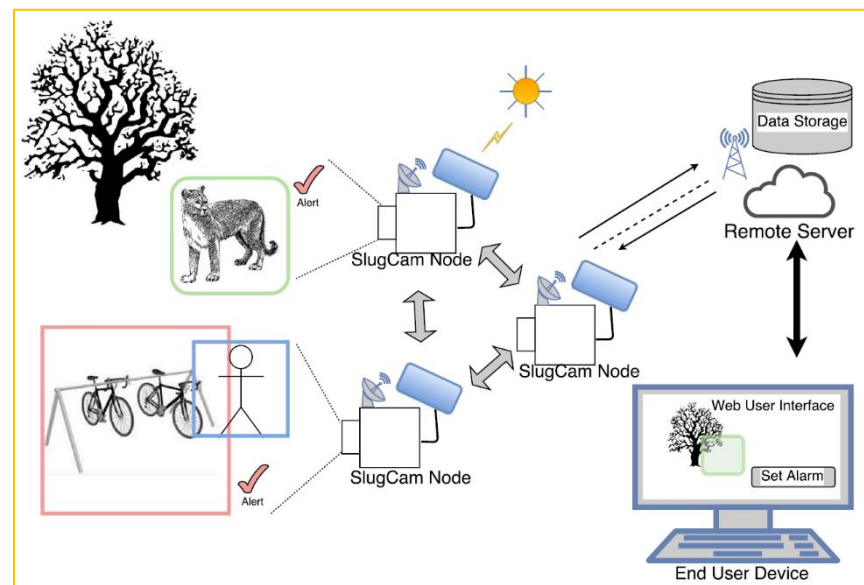 Data Storage
Alert
SlugCam Node
Remote Server
SlugCam Node
Web User Interface
Set Alarm
SlugCam Node
Alert
End User Device